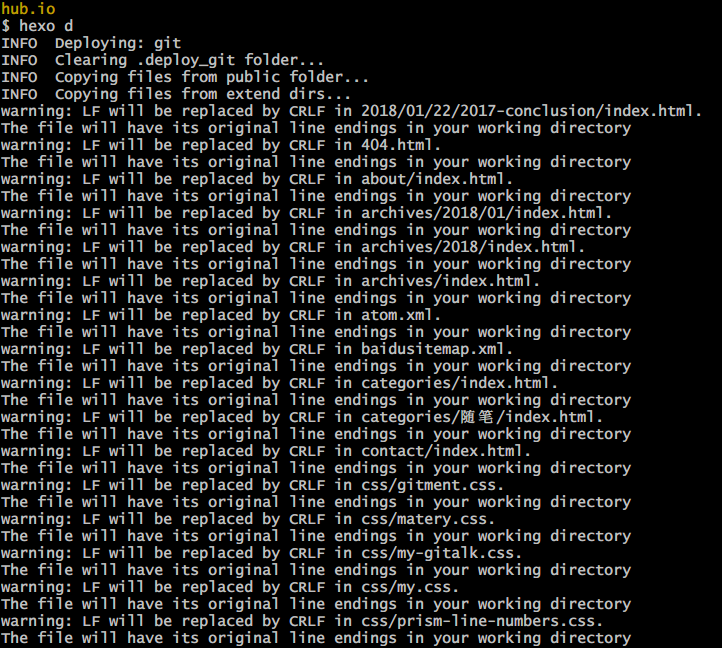 hub.io
$ hexo d
INFO  Deploying: git
INFO  Clearing .deploy_git folder...
INFO  Copying files from public folder...
INFO  Copying files from extend dirs...
warning: LF will be replaced by CRLF in 2018/01/22/2017-conclusion/index.html.
The file will have its original line endings in your working directory
warning: LF will be replaced by CRLF in 404.html.
The file will have its original line endings in your working directory
warning: LF will be replaced by CRLF in about/index.html.
The file will have its original line endings in your working directory
warning: LF will be replaced by CRLF in archives/2018/01/index.html.
The file will have its original line endings in your working directory
warning: LF will be replaced by CRLF in archives/2018/index.html.
The file will have its original line endings in your working directory
warning: LF will be replaced by CRLF in archives/index.html.
The file will have its original line endings in your working directory
warning: LF will be replaced by CRLF in atom.xml.
The file will have its original line endings in your working directory
warning: LF will be replaced by CRLF in baidusitemap.xml.
The file will have its original line endings in your working directory
warning: LF will be replaced by CRLF in categories/index.html.
The file will have its original line endings in your working directory
warning: LF will be replaced by CRLF in categories/随笔/index.html.
The file will have its original line endings in your working directory
warning: LF will be replaced by CRLF in contact/index.html.
The file will have its original line endings in your working directory
warning: LF will be replaced by CRLF in css/gitment.css.
The file will have its original line endings in your working directory
warning: LF will be replaced by CRLF in css/matery.css.
The file will have its original line endings in your working directory
warning: LF will be replaced by CRLF in css/my-gitalk.css.
The file will have its original line endings in your working directory
warning: LF will be replaced by CRLF in css/my.css.
The file will have its original line endings in your working directory
warning: LF will be replaced by CRLF in css/prism-line-numbers.css.
The file will have its original line endings in your working directory